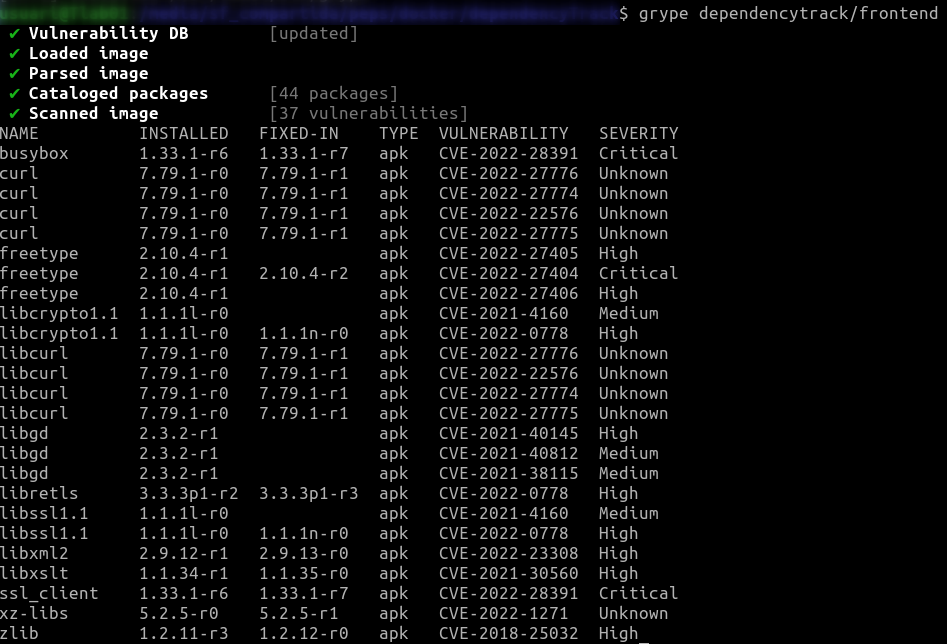 $ grype dependencytrack/frontend
✔ Vulnerability DB [updated]
✔ Loaded image
✔ Parsed image
✔ Cataloged packages [44 packages]
✔ Scanned image [37 vulnerabilities]
NAME INSTALLED FIXED-IN TYPE VULNERABILITY SEVERITY
busybox 1.33.1-r6 1.33.1-r7 apk CVE-2022-28391 Critical
curl 7.79.1-r0 7.79.1-r1 apk CVE-2022-27776 Unknown
curl 7.79.1-r0 7.79.1-r1 apk CVE-2022-27774 Unknown
curl 7.79.1-r0 7.79.1-r1 apk CVE-2022-22576 Unknown
curl 7.79.1-r0 7.79.1-r1 apk CVE-2022-27775 Unknown
freetype 2.10.4-r1 apk CVE-2022-27405 High
freetype 2.10.4-r1 2.10.4-r2 apk CVE-2022-27404 Critical
freetype 2.10.4-r1 apk CVE-2022-27406 High
libcrypto1.1 1.1.1l-r0 apk CVE-2021-4160 Medium
libcrypto1.1 1.1.1l-r0 1.1.1n-r0 apk CVE-2022-0778 High
libcurl 7.79.1-r0 7.79.1-r1 apk CVE-2022-27776 Unknown
libcurl 7.79.1-r0 7.79.1-r1 apk CVE-2022-22576 Unknown
libcurl 7.79.1-r0 7.79.1-r1 apk CVE-2022-27774 Unknown
libcurl 7.79.1-r0 7.79.1-r1 apk CVE-2022-27775 Unknown
libgd 2.3.2-r1 apk CVE-2021-40145 High
libgd 2.3.2-r1 apk CVE-2021-40812 Medium
libgd 2.3.2-r1 apk CVE-2021-38115 Medium
libretls 3.3.3p1-r2 3.3.3p1-r3 apk CVE-2022-0778 High
libssl1.1 1.1.1l-r0 apk CVE-2021-4160 Medium
libssl1.1 1.1.1l-r0 1.1.1n-r0 apk CVE-2022-0778 High
libxml2 2.9.12-r1 2.9.13-r0 apk CVE-2022-23308 High
libxslt 1.1.34-r1 1.1.35-r0 apk CVE-2021-30560 High
ssl_client 1.33.1-r6 1.33.1-r7 apk CVE-2022-28391 Critical
xz-libs 5.2.5-r0 5.2.5-r1 apk CVE-2022-1271 Unknown
zlib 1.2.11-r3 1.2.12-r0 apk CVE-2018-25032 High_